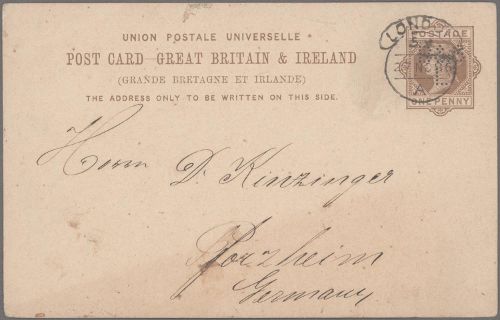 UNION POSTALE UNIVERSELLE
POST CARD - GREAT BRITAIN & IRELAND
(GRANDE BRETAGNE ET IRLANDE)
THE ADDRESS ONLY TO BE WRITTEN ON THIS SIDE.
POSTAGE
ONE PENNY
LONDON
A
Herrn D. Kinzinger
Pforzheim
Germany